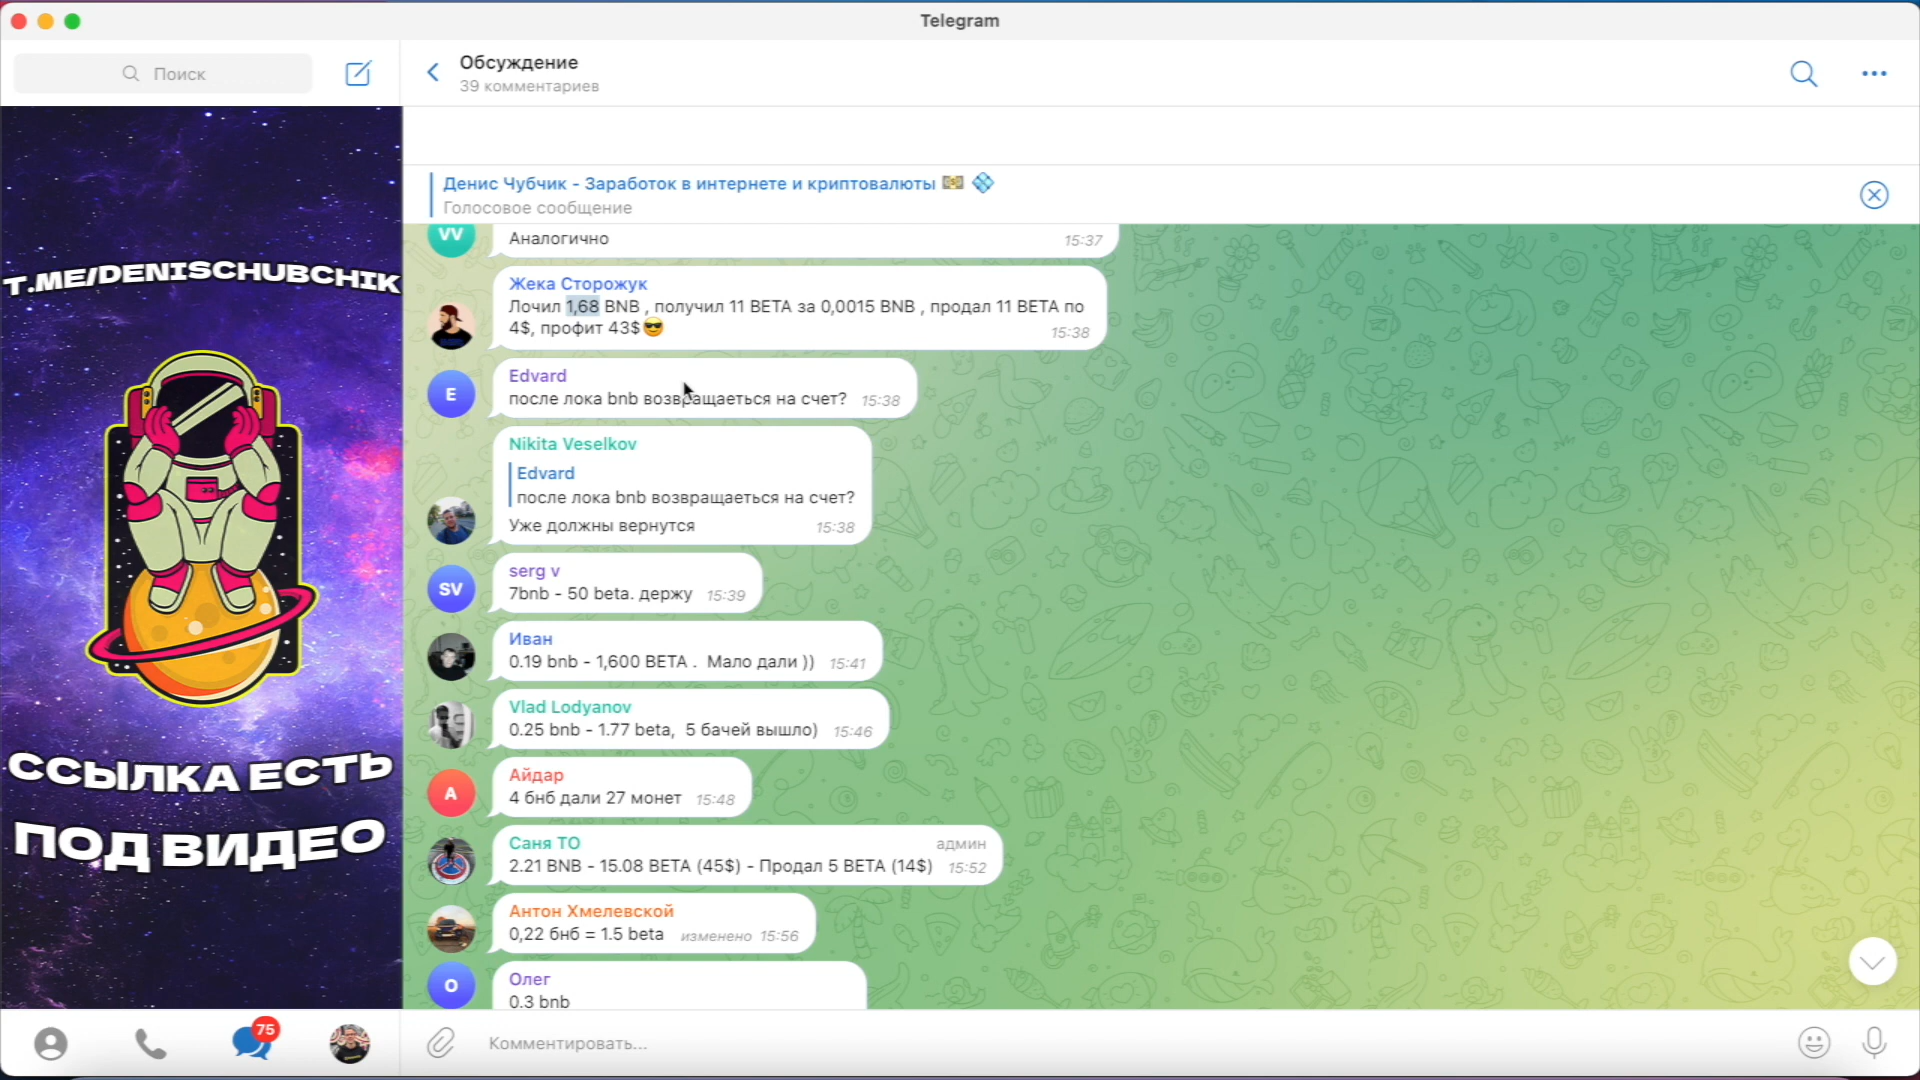 Telegram
Поиск
Обсуждение
39 комментариев
Денис Чубчик - Заработок в интернете и криптовалюты
Голосовое сообщение
T.ME/DENISCHUBCHIK
ССЫЛКА ЕСТЬ
ПОД ВИДЕО
VV
Аналогично 15:37
Жека Сторожук
Лочил 1,68 BNB , получил 11 BETA за 0,0015 BNB , продал 11 BETA по
4$, профит 43$😎 15:38
E
Edvard
после лока bnb возвращаеться на счет? 15:38
Nikita Veselkov
Edvard
после лока bnb возвращаеться на счет?
Уже должны вернутся 15:38
SV
serg v
7bnb - 50 beta. держу 15:39
Иван
0.19 bnb - 1,600 BETA . Мало дали )) 15:41
Vlad Lodyanov
0.25 bnb - 1.77 beta, 5 бачей вышло) 15:46
А
Айдар
4 бнб дали 27 монет 15:48
Саня ТО админ
2.21 BNB - 15.08 BETA (45$) - Продал 5 BETA (14$) 15:52
Антон Хмелевской
0,22 бнб = 1.5 beta изменено 15:56
О
Олег
0.3 bnb
75
Комментировать...